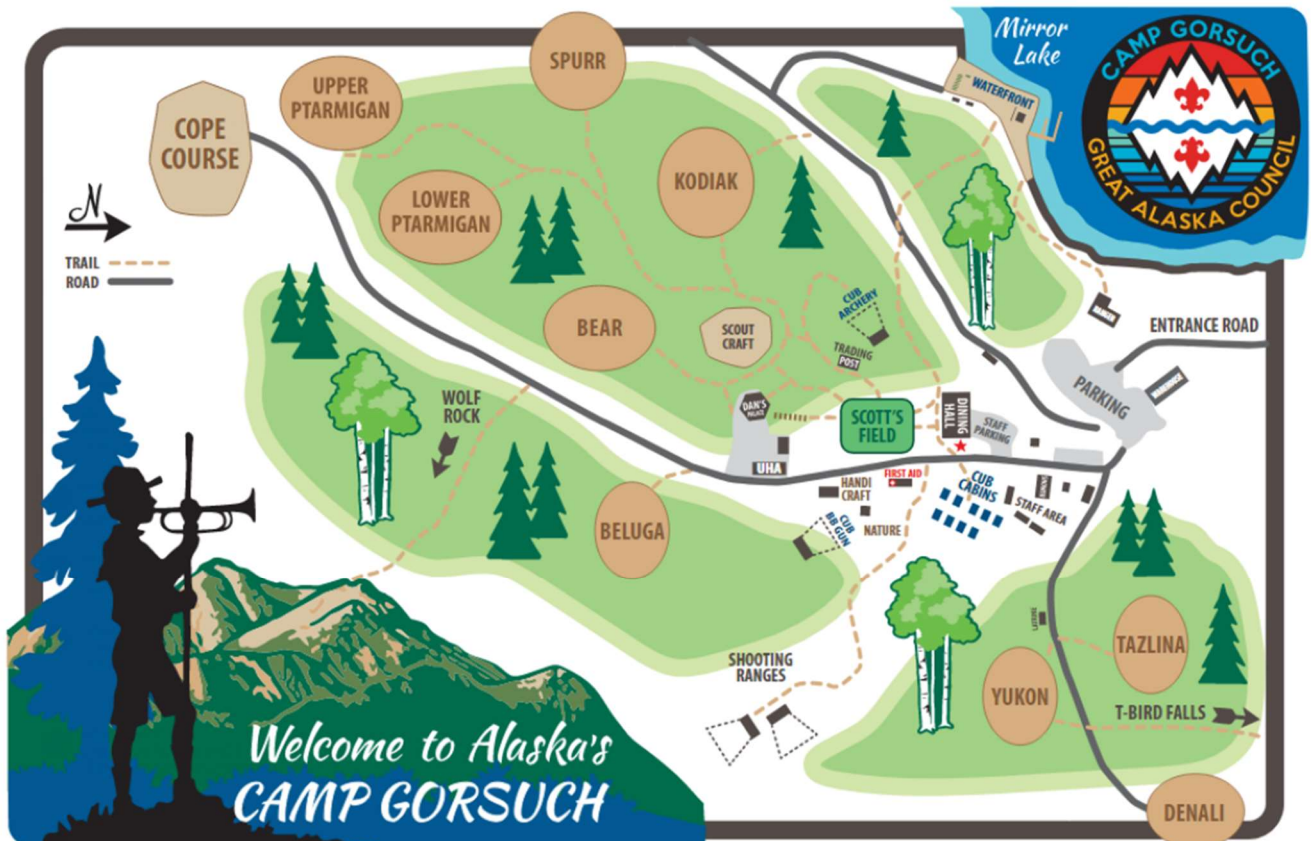 Mirror
Lake
CAMP GORSUCH
GREAT ALASKA COUNCIL
SPURR
UPPER
PTARMIGAN
WATERFRONT
COPE
COURSE
KODIAK
LOWER
PTARMIGAN
N
TRAIL
ROAD
CUB
ARCHERY
BEAR
SCOUT
CRAFT
ENTRANCE ROAD
TRADING
POST
PARKING
WOLF
ROCK
DAN'S
PALACE
SCOTT'S
FIELD
DINING
HALL
STAFF
PARKING
UHA
FIRST AID
HANDI
CRAFT
CUB
CABINS
STAFF AREA
CUB
BB GUN
NATURE
BELUGA
TAZLINA
SHOOTING
RANGES
YUKON
T-BIRD FALLS
Welcome to Alaska's
CAMP GORSUCH
DENALI